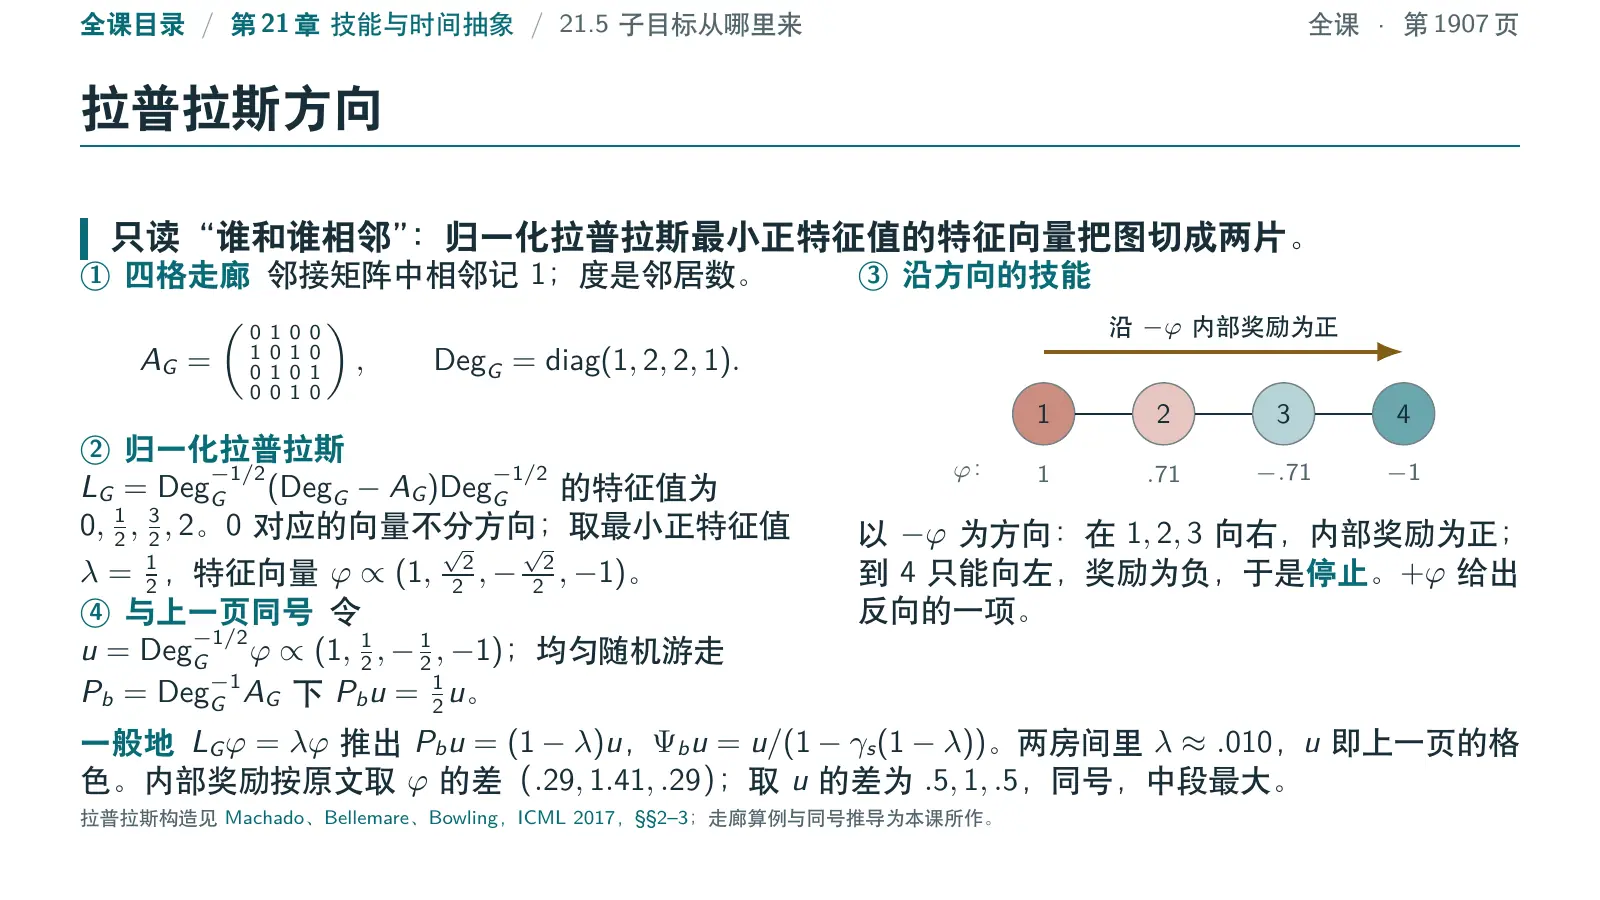 全课目录 / 第 21 章 技能与时间抽象 / 21.5 子目标从哪里来
全课 · 第 1907 页
拉普拉斯方向
只读“谁和谁相邻”：归一化拉普拉斯最小正特征值的特征向量把图切成两片。
① 四格走廊 邻接矩阵中相邻记 1；度是邻居数。
A_G = (0 1 0 0; 1 0 1 0; 0 1 0 1; 0 0 1 0), Deg_G = diag(1, 2, 2, 1).
② 归一化拉普拉斯
L_G = Deg_G^{−1/2}(Deg_G − A_G)Deg_G^{−1/2} 的特征值为
0, 1/2, 3/2, 2。0 对应的向量不分方向；取最小正特征值
λ = 1/2，特征向量 φ ∝ (1, √2/2, −√2/2, −1)。
④ 与上一页同号 令
u = Deg_G^{−1/2}φ ∝ (1, 1/2, −1/2, −1)；均匀随机游走
P_b = Deg_G^{−1}A_G 下 P_b u = 1/2 u。
③ 沿方向的技能
沿 −φ 内部奖励为正
1 2 3 4
φ: 1 .71 −.71 −1
以 −φ 为方向：在 1, 2, 3 向右，内部奖励为正；
到 4 只能向左，奖励为负，于是停止。+φ 给出
反向的一项。
一般地 L_Gφ = λφ 推出 P_b u = (1 − λ)u，Ψ_b u = u/(1 − γ_s(1 − λ))。两房间里 λ ≈ .010，u 即上一页的格
色。内部奖励按原文取 φ 的差（.29, 1.41, .29）；取 u 的差为 .5, 1, .5，同号，中段最大。
拉普拉斯构造见 Machado、Bellemare、Bowling，ICML 2017，§§2–3；走廊算例与同号推导为本课所作。